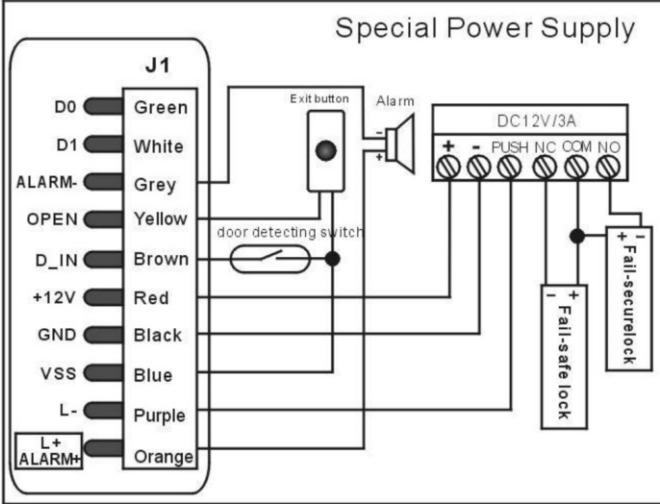 Special Power Supply
J1
D0 Green
D1 White
ALARM- Grey
OPEN Yellow
D_IN Brown
+12V Red
GND Black
VSS Blue
L- Purple
L+
ALARM+ Orange
Exit button
Alarm
-
+
door detecting switch
DC12V/3A
+ - PUSH NC COM NO
- +
Fail-safe lock
+ -
Fail-securelock